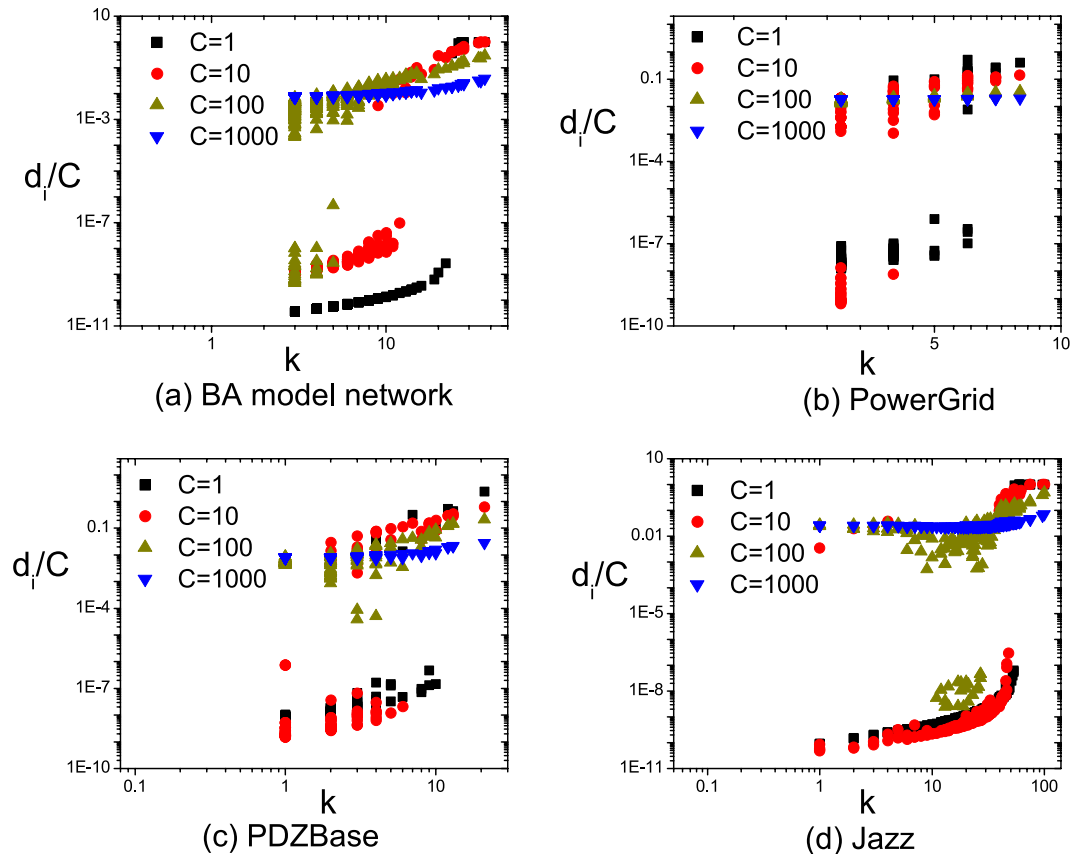 10
1E-3
1E-7
1E-11
d_i/C
C=1
C=10
C=100
C=1000
1
10
k
(a) BA model network
0.1
1E-4
1E-7
1E-10
d_i/C
C=1
C=10
C=100
C=1000
5
10
k
(b) PowerGrid
0.1
1E-4
1E-7
1E-10
d_i/C
C=1
C=10
C=100
C=1000
0.1
1
10
k
(c) PDZBase
10
0.01
1E-5
1E-8
1E-11
d_i/C
C=1
C=10
C=100
C=1000
0.1
1
10
100
k
(d) Jazz